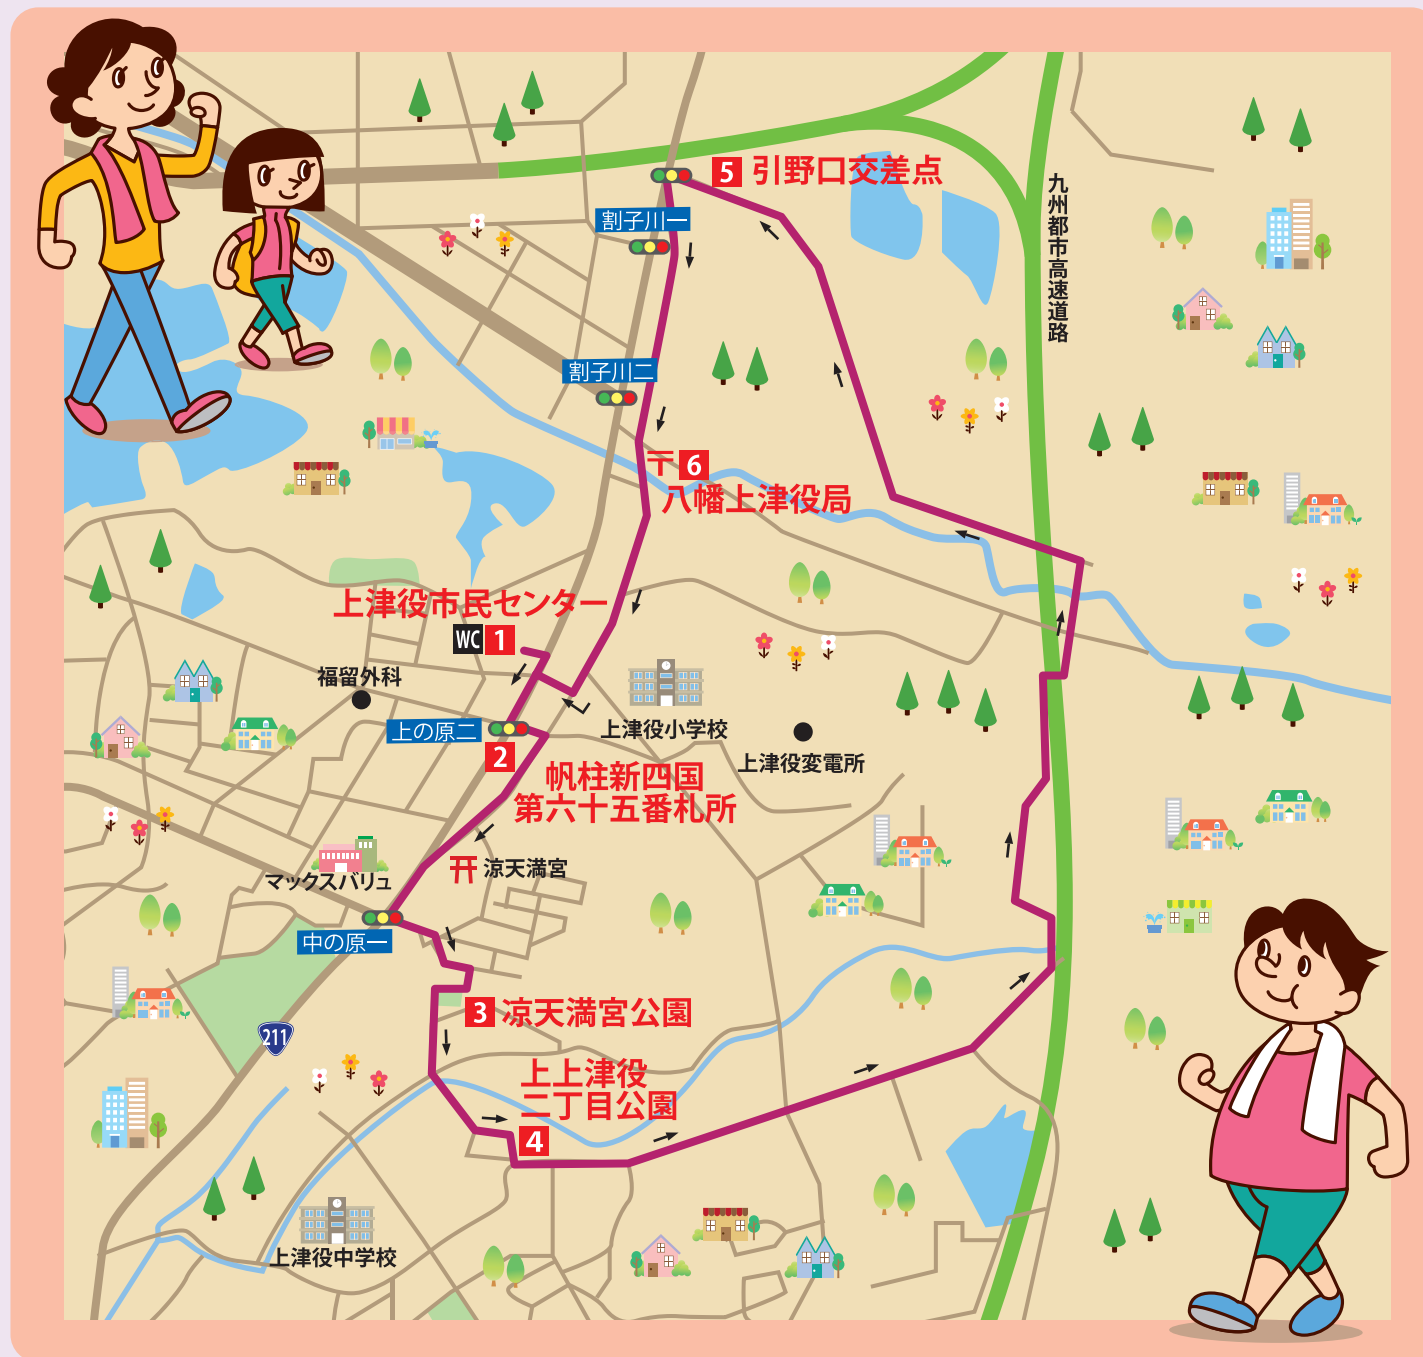 5 引野口交差点
九州都市高速道路
割子川一
割子川二
〒 6
八幡上津役局
上津役市民センター
WC 1
福留外科
上の原二
2
上津役小学校
上津役変電所
帆柱新四国
第六十五番札所
涼天満宮
マックスバリュ
中の原一
3 涼天満宮公園
211
上上津役
二丁目公園
4
上津役中学校